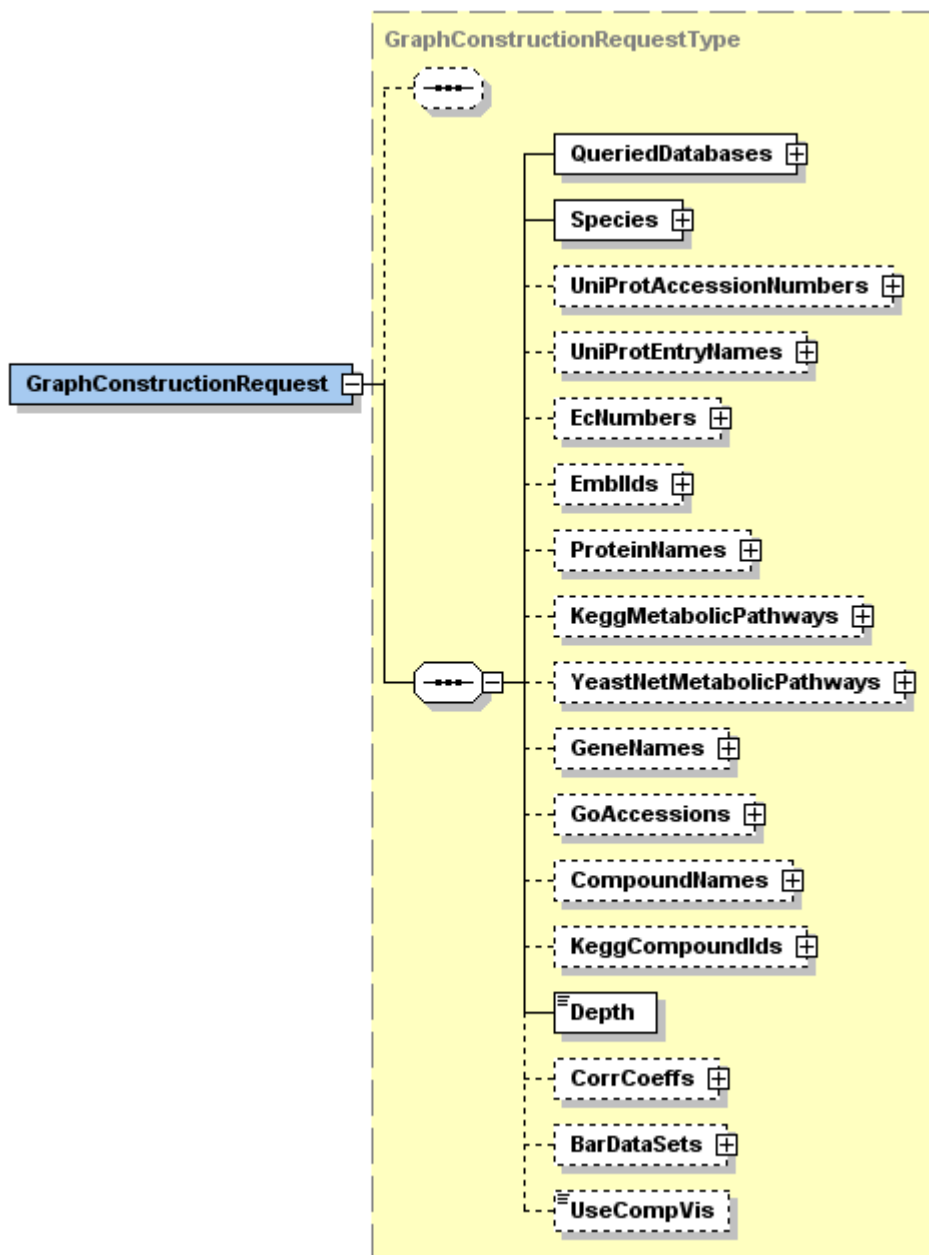 GraphConstructionRequestType
QueriedDatabases
Species
UniProtAccessionNumbers
UniProtEntryNames
GraphConstructionRequest
EcNumbers
EmblIds
ProteinNames
KeggMetabolicPathways
YeastNetMetabolicPathways
GeneNames
GoAccessions
CompoundNames
KeggCompoundIds
Depth
CorrCoeffs
BarDataSets
UseCompVis